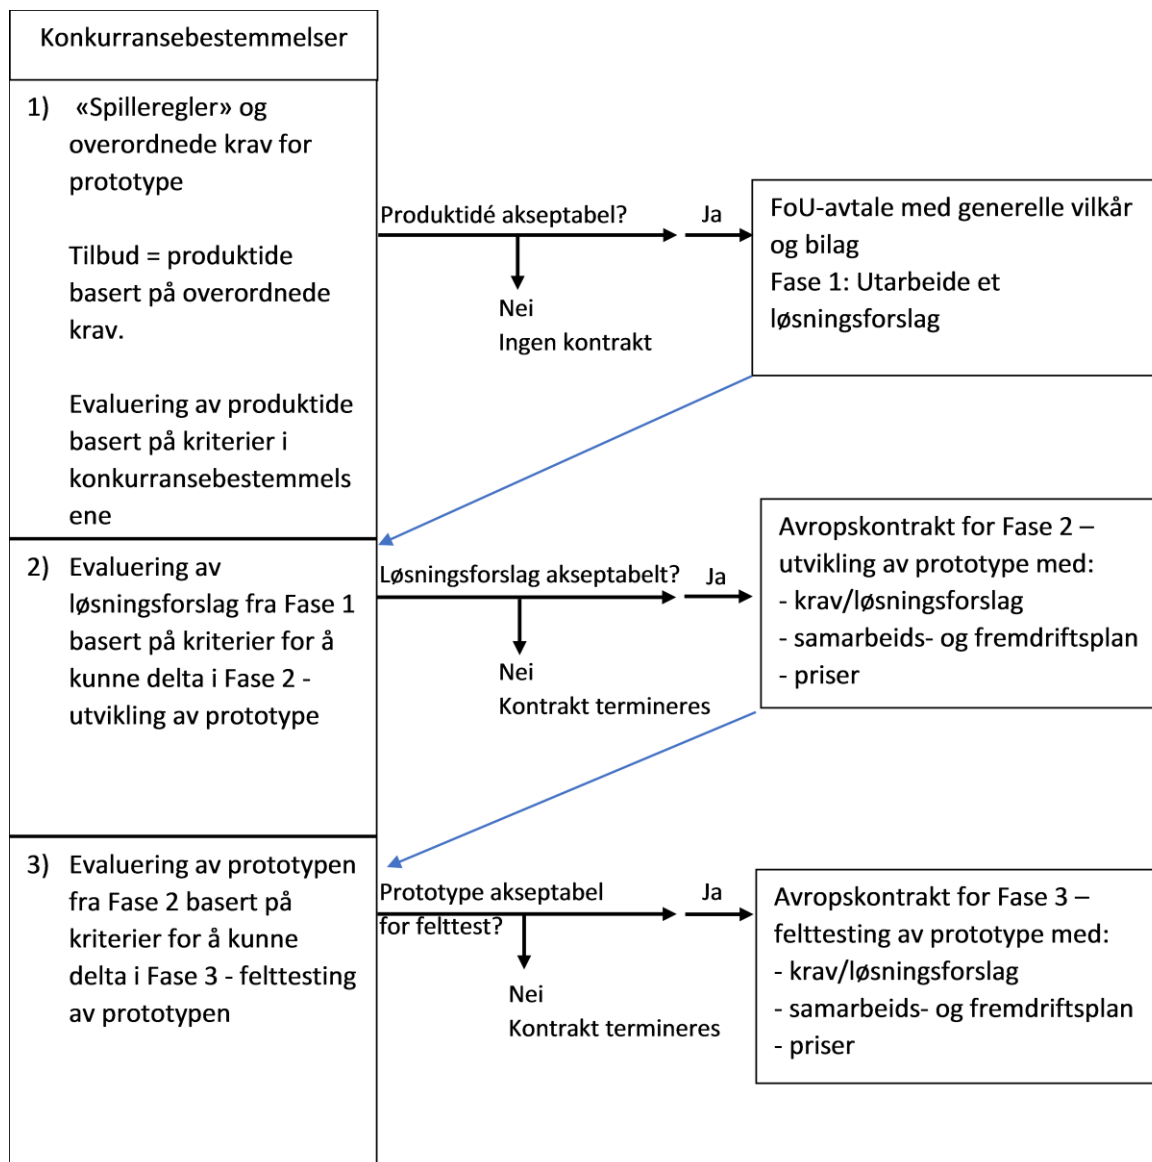 Konkurransebestemmelser
1) «Spilleregler» og
overordnede krav for
prototype
Tilbud = produktide
basert på overordnede
krav.
Evaluering av produktide
basert på kriterier i
konkurransebestemmels
ene
Produktidé akseptabel?
Ja
Nei
Ingen kontrakt
FoU-avtale med generelle vilkår
og bilag
Fase 1: Utarbeide et
løsningsforslag
2) Evaluering av
løsningsforslag fra Fase 1
basert på kriterier for å
kunne delta i Fase 2 -
utvikling av prototype
Løsningsforslag akseptabelt?
Ja
Nei
Kontrakt termineres
Avropskontrakt for Fase 2 –
utvikling av prototype med:
- krav/løsningsforslag
- samarbeids- og fremdriftsplan
- priser
3) Evaluering av prototypen
fra Fase 2 basert på
kriterier for å kunne
delta i Fase 3 - felttesting
av prototypen
Prototype akseptabel
for felttest?
Ja
Nei
Kontrakt termineres
Avropskontrakt for Fase 3 –
felttesting av prototype med:
- krav/løsningsforslag
- samarbeids- og fremdriftsplan
- priser